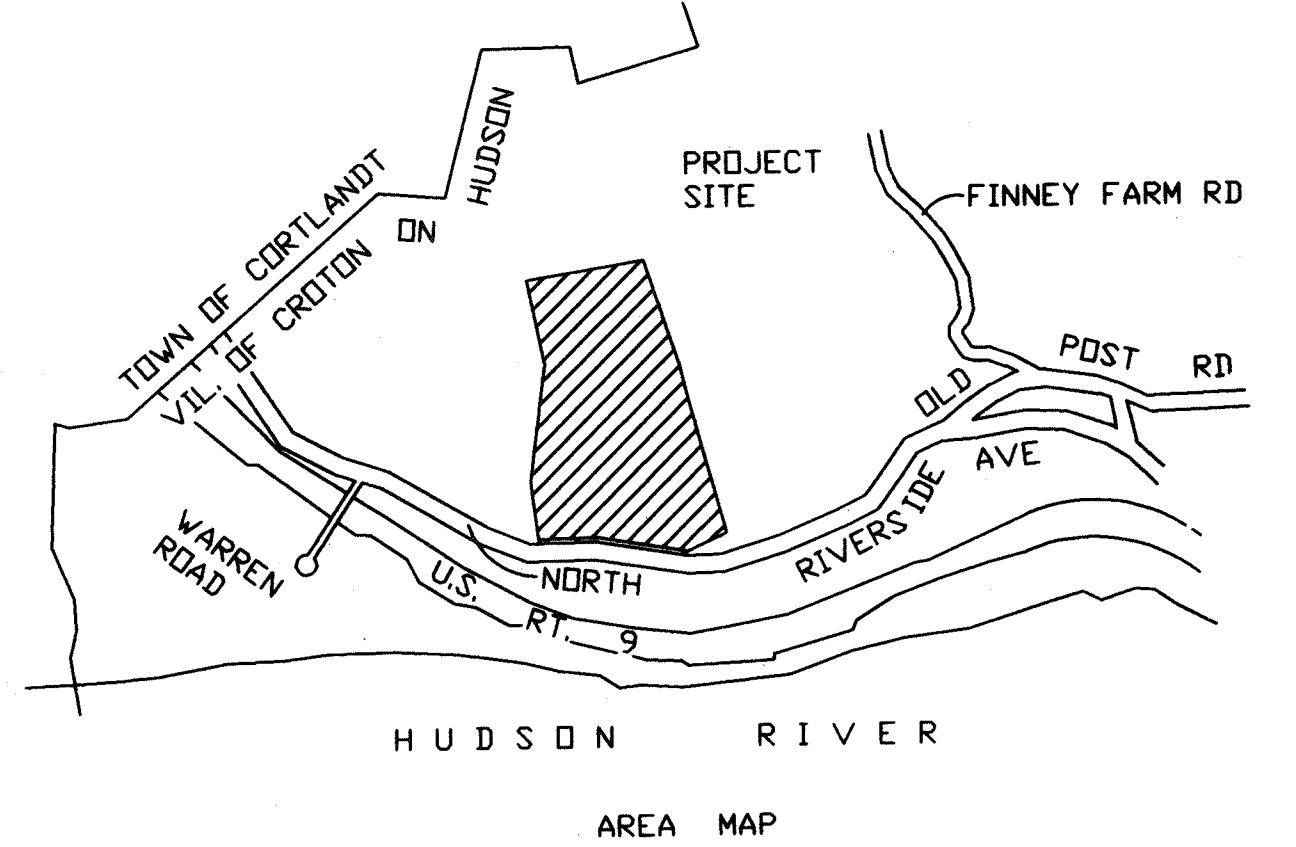 TOWN OF CORTLANDT
VIL. OF CROTON ON HUDSON
PROJECT
SITE
FINNEY FARM RD
OLD POST RD
NORTH RIVERSIDE AVE
WARREN
ROAD
U.S. RT. 9
HUDSON RIVER
AREA MAP